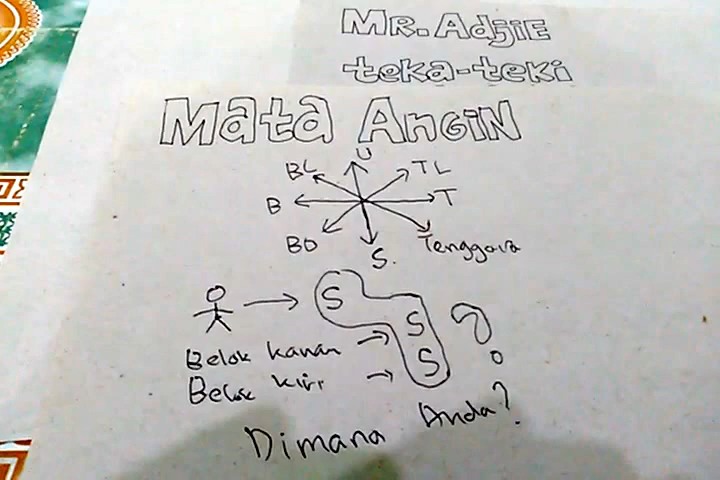 Mr. Adjie
teka-teki
Mata Angin
U
BL TL
B T
BD Tenggara
S.
S
S ?
Belok kanan
S
Belok kiri
Dimana Anda?